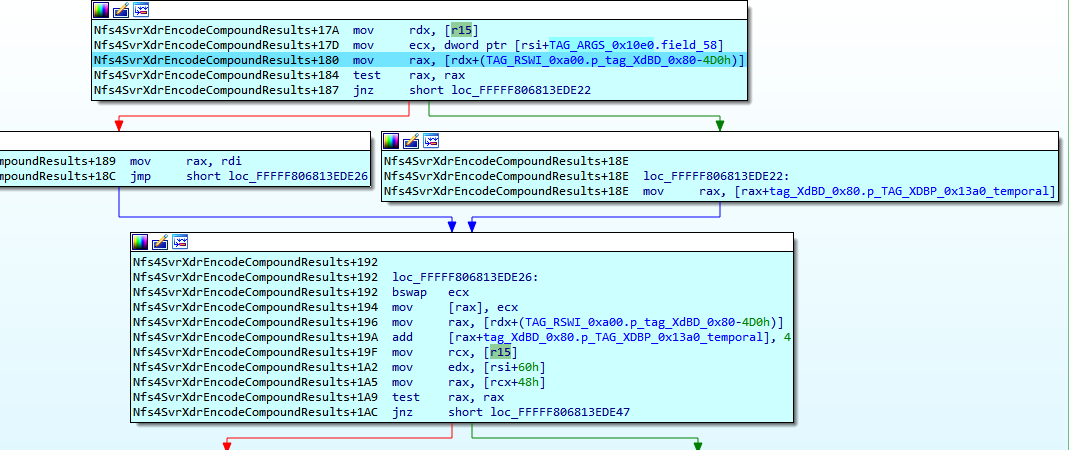 Nfs4SvrXdrEncodeCompoundResults+17A mov rdx, [r15]
Nfs4SvrXdrEncodeCompoundResults+17D mov ecx, dword ptr [rsi+TAG_ARGS_0x10e0.field_58]
Nfs4SvrXdrEncodeCompoundResults+180 mov rax, [rdx+(TAG_RSWI_0xa00.p_tag_XdBD_0x80-4D0h)]
Nfs4SvrXdrEncodeCompoundResults+184 test rax, rax
Nfs4SvrXdrEncodeCompoundResults+187 jnz short loc_FFFFF806813EDE22
mpoundResults+189 mov rax, rdi
mpoundResults+18C jmp short loc_FFFFF806813EDE26
Nfs4SvrXdrEncodeCompoundResults+18E
Nfs4SvrXdrEncodeCompoundResults+18E loc_FFFFF806813EDE22:
Nfs4SvrXdrEncodeCompoundResults+18E mov rax, [rax+tag_XdBD_0x80.p_TAG_XDBP_0x13a0_temporal]
Nfs4SvrXdrEncodeCompoundResults+192
Nfs4SvrXdrEncodeCompoundResults+192 loc_FFFFF806813EDE26:
Nfs4SvrXdrEncodeCompoundResults+192 bswap ecx
Nfs4SvrXdrEncodeCompoundResults+194 mov [rax], ecx
Nfs4SvrXdrEncodeCompoundResults+196 mov rax, [rdx+(TAG_RSWI_0xa00.p_tag_XdBD_0x80-4D0h)]
Nfs4SvrXdrEncodeCompoundResults+19A add [rax+tag_XdBD_0x80.p_TAG_XDBP_0x13a0_temporal], 4
Nfs4SvrXdrEncodeCompoundResults+19F mov rcx, [r15]
Nfs4SvrXdrEncodeCompoundResults+1A2 mov edx, [rsi+60h]
Nfs4SvrXdrEncodeCompoundResults+1A5 mov rax, [rcx+48h]
Nfs4SvrXdrEncodeCompoundResults+1A9 test rax, rax
Nfs4SvrXdrEncodeCompoundResults+1AC jnz short loc_FFFFF806813EDE47